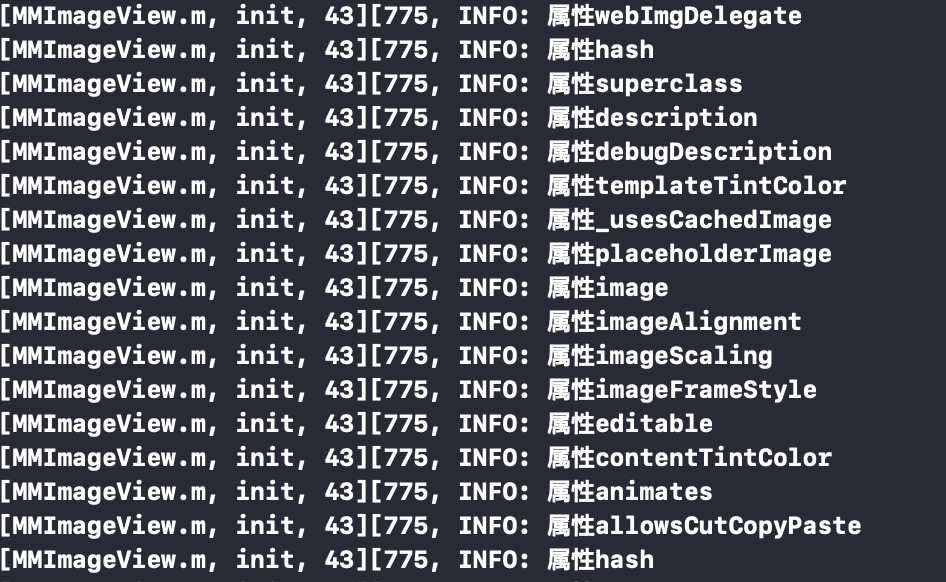 [MMImageView.m, init, 43][775, INFO: 属性webImgDelegate
[MMImageView.m, init, 43][775, INFO: 属性hash
[MMImageView.m, init, 43][775, INFO: 属性superclass
[MMImageView.m, init, 43][775, INFO: 属性description
[MMImageView.m, init, 43][775, INFO: 属性debugDescription
[MMImageView.m, init, 43][775, INFO: 属性templateTintColor
[MMImageView.m, init, 43][775, INFO: 属性_usesCachedImage
[MMImageView.m, init, 43][775, INFO: 属性placeholderImage
[MMImageView.m, init, 43][775, INFO: 属性image
[MMImageView.m, init, 43][775, INFO: 属性imageAlignment
[MMImageView.m, init, 43][775, INFO: 属性imageScaling
[MMImageView.m, init, 43][775, INFO: 属性imageFrameStyle
[MMImageView.m, init, 43][775, INFO: 属性editable
[MMImageView.m, init, 43][775, INFO: 属性contentTintColor
[MMImageView.m, init, 43][775, INFO: 属性animates
[MMImageView.m, init, 43][775, INFO: 属性allowsCutCopyPaste
[MMImageView.m, init, 43][775, INFO: 属性hash